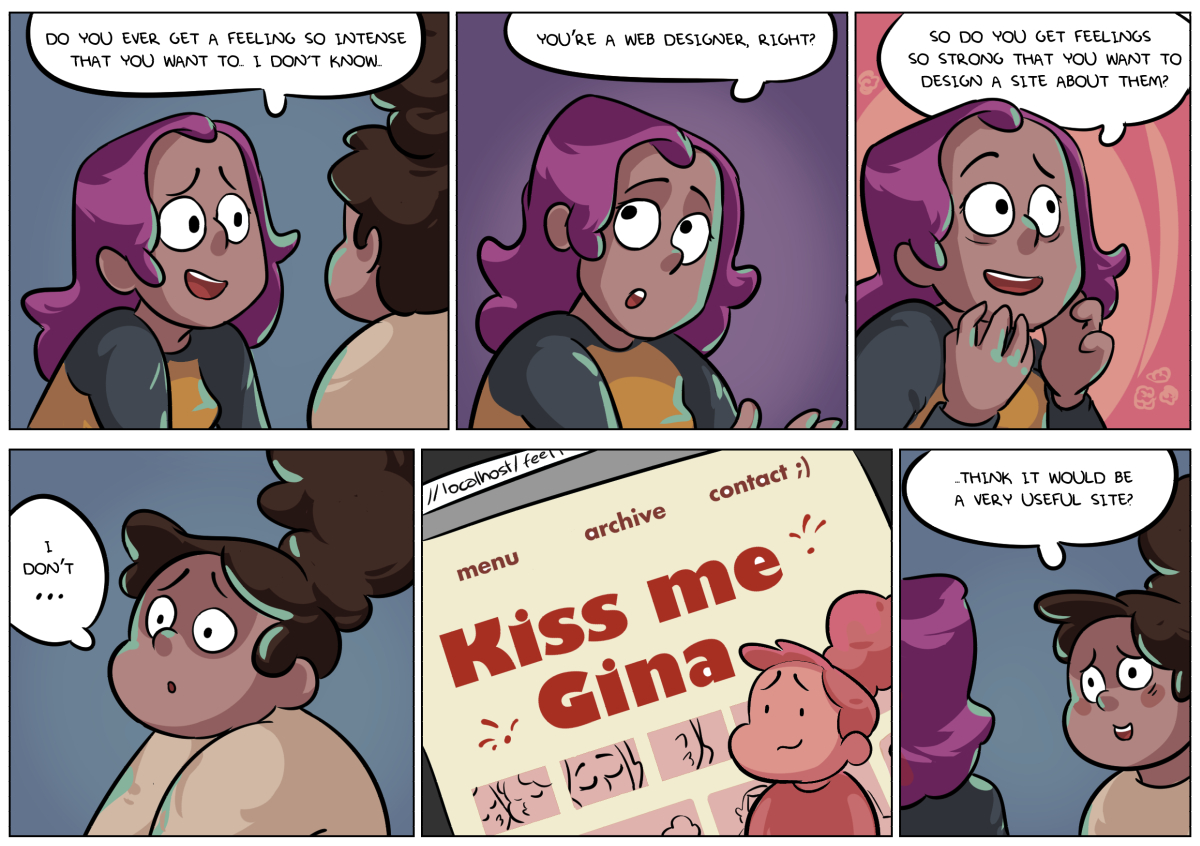 DO YOU EVER GET A FEELING SO INTENSE
THAT YOU WANT TO.. I DON'T KNOW..
YOU'RE A WEB DESIGNER, RIGHT?
SO DO YOU GET FEELINGS
SO STRONG THAT YOU WANT TO
DESIGN A SITE ABOUT THEM?
I
DON'T
...
//localhost/feel
menu archive contact ;)
Kiss me
Gina
..THINK IT WOULD BE
A VERY USEFUL SITE?